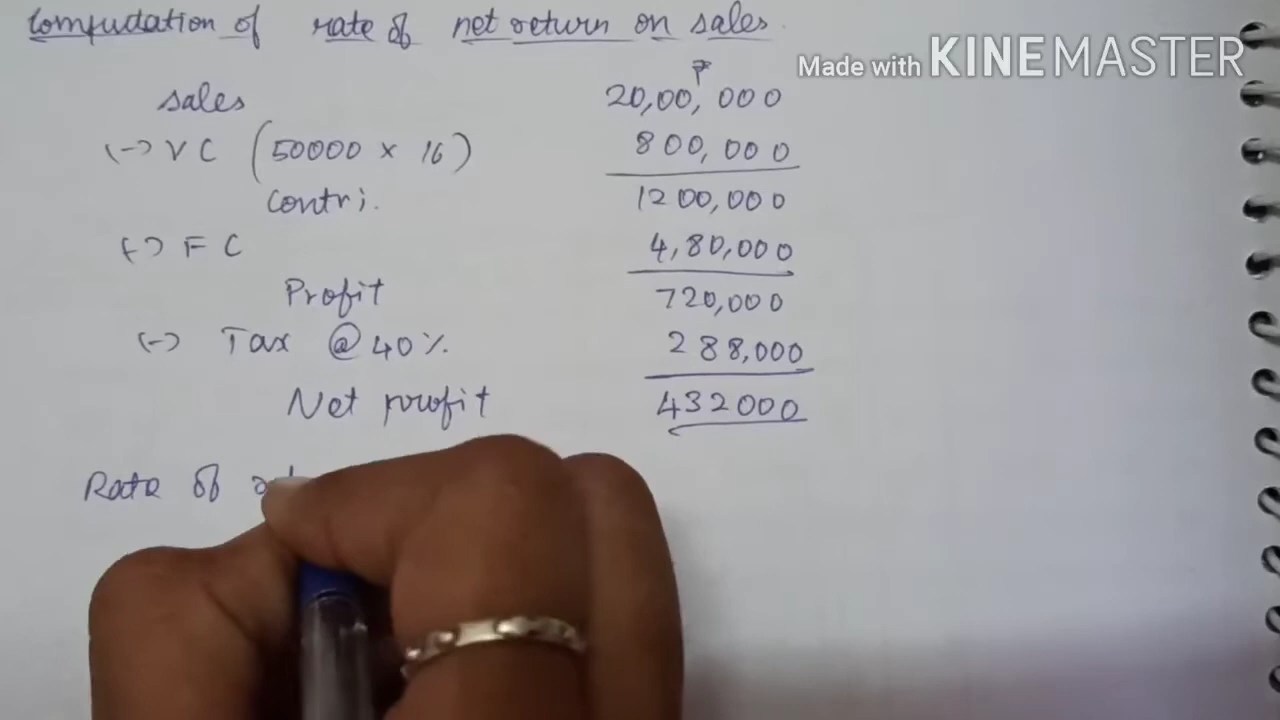 Computation of rate of net return on sales.
Made with KINEMASTER
₹
sales 20,00,000
(-) VC (50000 × 16) 800,000
Contri. 1200,000
(-) FC 4,80,000
Profit 720,000
(-) Tax @ 40% 288,000
Net profit 432000
Rate of